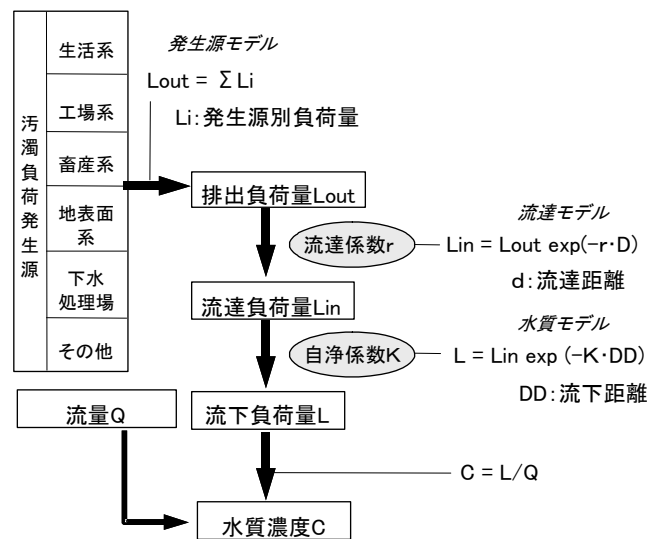 汚濁負荷発生源
生活系
工場系
畜産系
地表面
系
下水
処理場
その他
発生源モデル
Lout = ΣLi
Li:発生源別負荷量
排出負荷量Lout
流達モデル
流達係数r
Lin = Lout exp(-r・D)
d:流達距離
流達負荷量Lin
水質モデル
自浄係数K
L = Lin exp (-K・DD)
DD:流下距離
流量Q
流下負荷量L
C = L/Q
水質濃度C